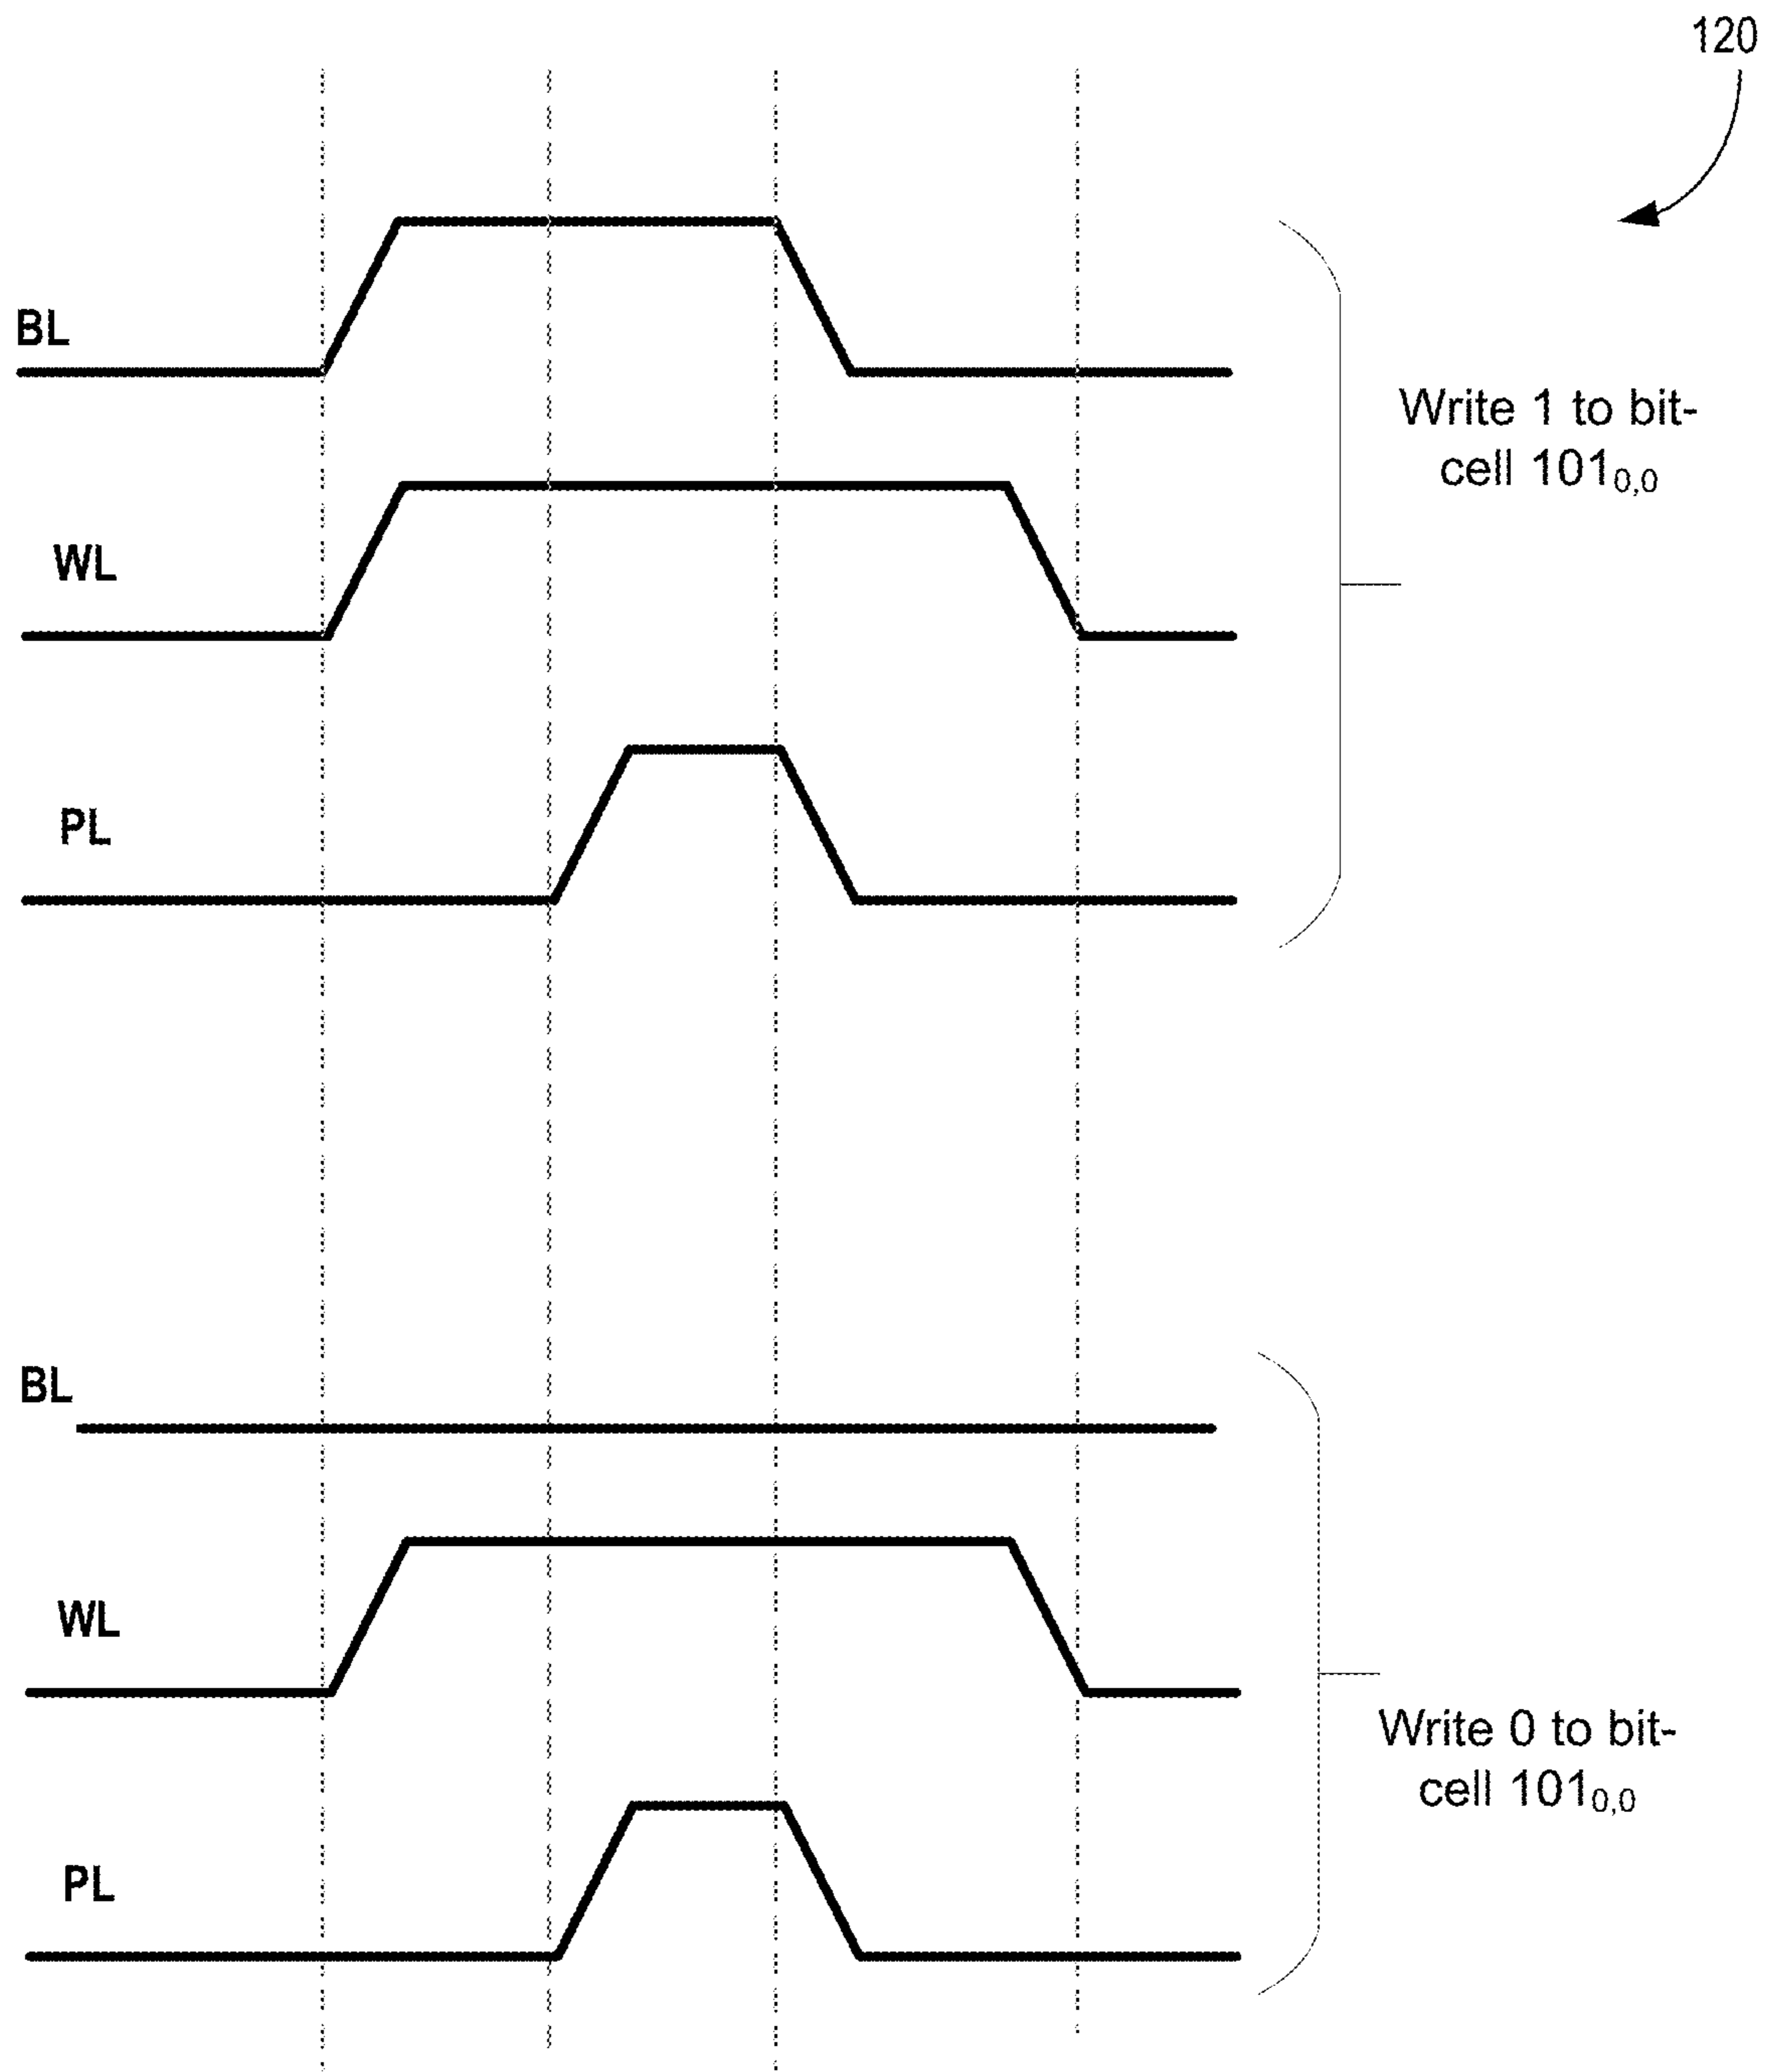 120
BL
Write 1 to bit-
cell 101₀,₀
WL
PL
BL
WL
Write 0 to bit-
cell 101₀,₀
PL